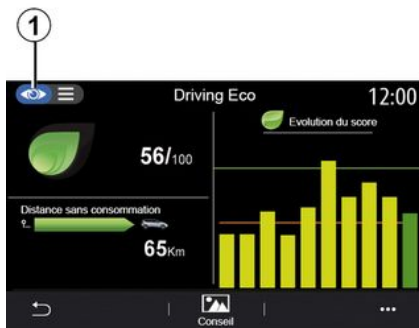 1
Driving Eco
12:00
Evolution du score
56/100
Distance sans consommation
65Km
Conseil